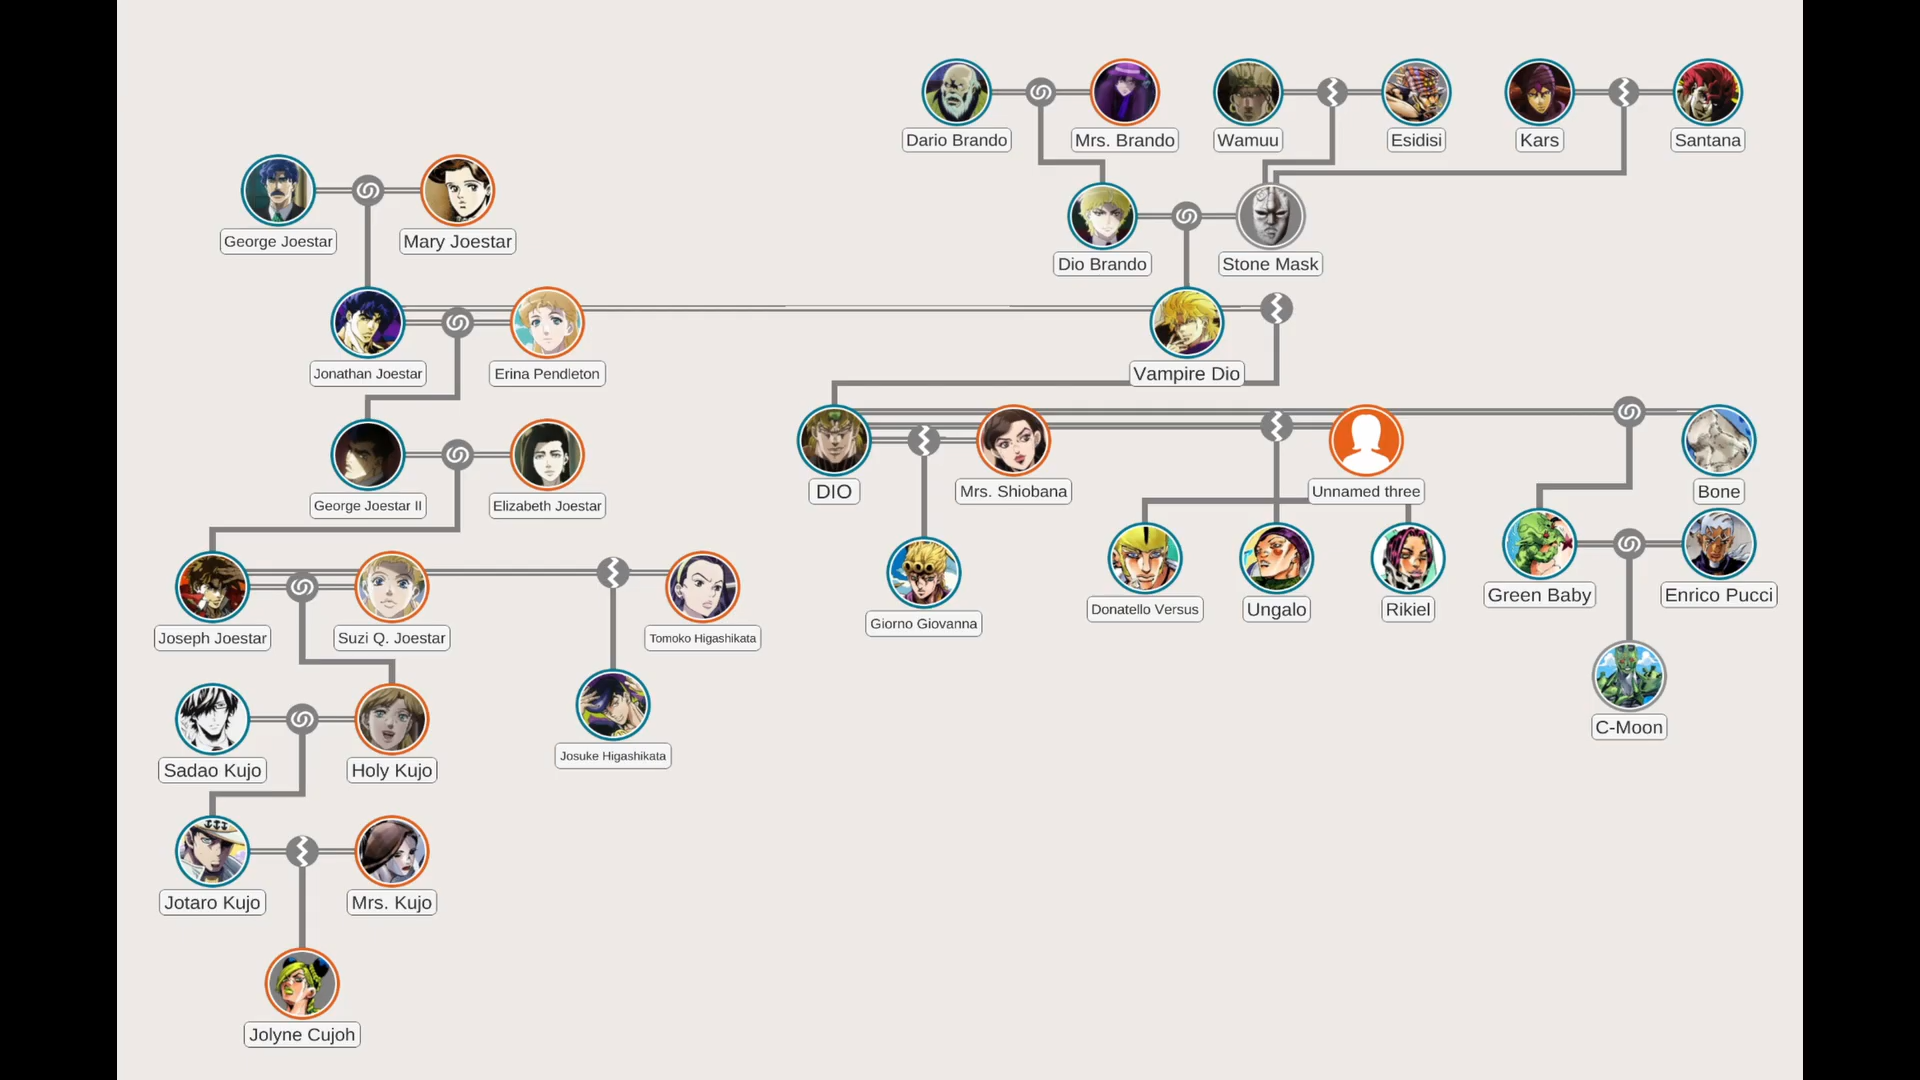 Dario Brando
Mrs. Brando
Wamuu
Esidisi
Kars
Santana
George Joestar
Mary Joestar
Dio Brando
Stone Mask
Jonathan Joestar
Erina Pendleton
Vampire Dio
George Joestar II
Elizabeth Joestar
DIO
Mrs. Shiobana
Unnamed three
Bone
Joseph Joestar
Suzi Q. Joestar
Tomoko Higashikata
Giorno Giovanna
Donatello Versus
Ungalo
Rikiel
Green Baby
Enrico Pucci
Sadao Kujo
Holy Kujo
Josuke Higashikata
C-Moon
Jotaro Kujo
Mrs. Kujo
Jolyne Cujoh